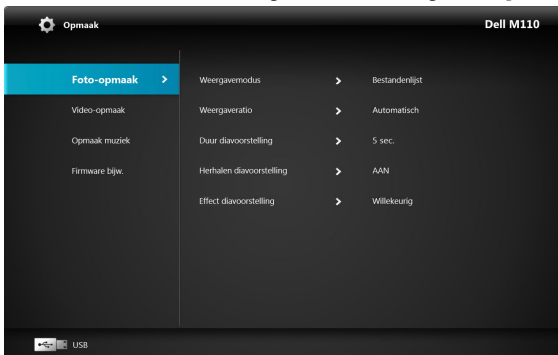 Opmaak
Dell M110
Foto-opmaak
Weergavemodus
Bestandenlijst
Video-opmaak
Weergaveratio
Automatisch
Opmaak muziek
Duur diavoorstelling
5 sec.
Firmware bijw.
Herhalen diavoorstelling
AAN
Effect diavoorstelling
Willekeurig
USB